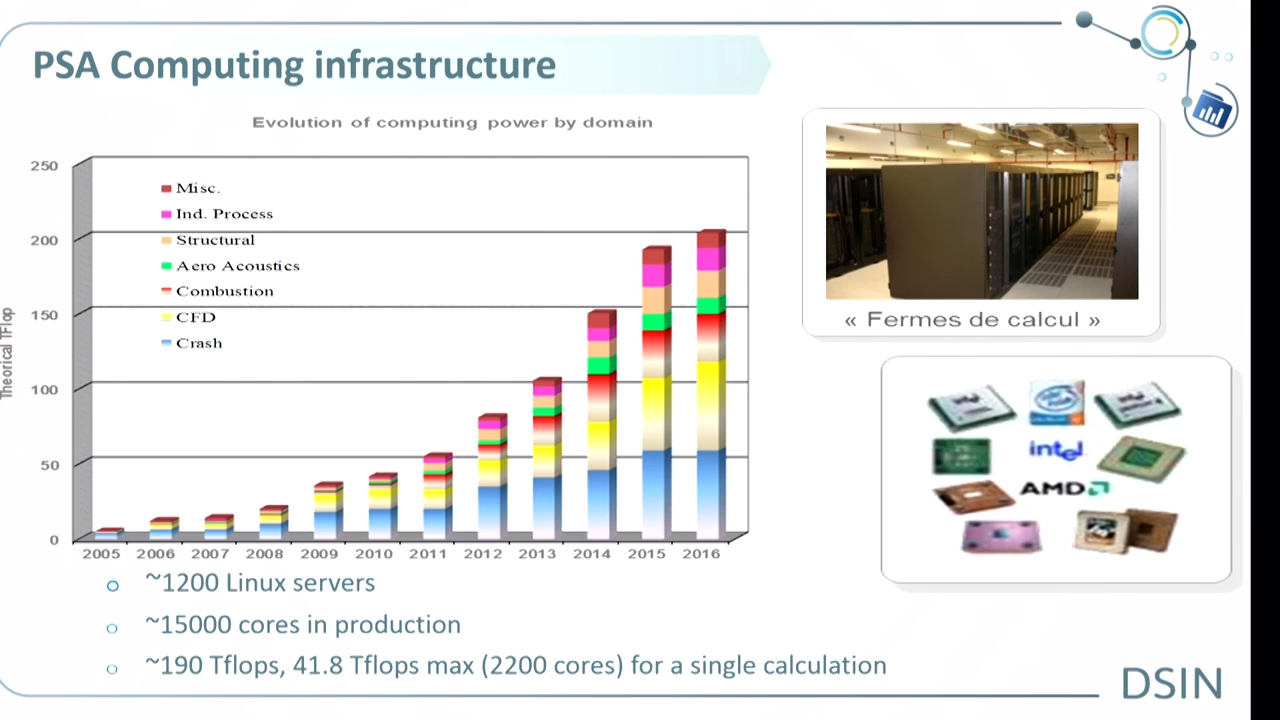 PSA Computing infrastructure
Evolution of computing power by domain
Theorical TFlop
250
200
150
100
50
0
Misc.
Ind. Process
Structural
Aero Acoustics
Combustion
CFD
Crash
2005 2006 2007 2008 2009 2010 2011 2012 2013 2014 2015 2016
« Fermes de calcul »
intel
AMD
~1200 Linux servers
~15000 cores in production
~190 Tflops, 41.8 Tflops max (2200 cores) for a single calculation
DSIN